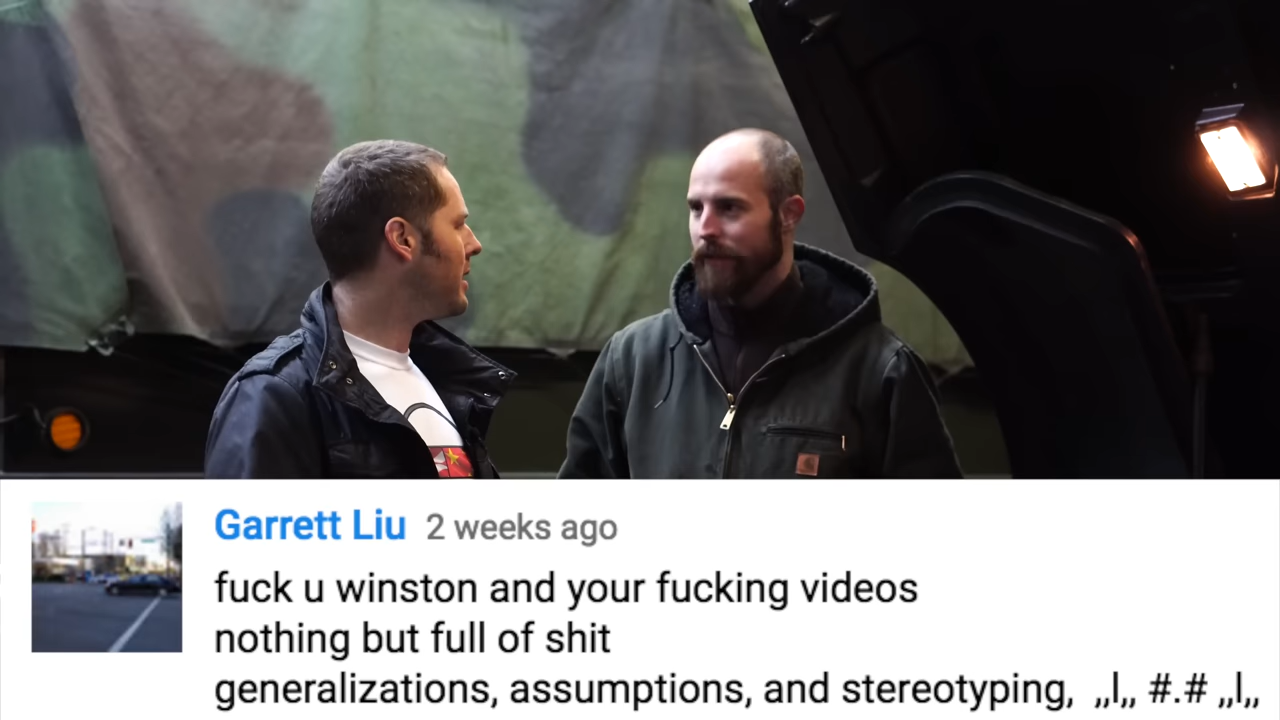 Garrett Liu 2 weeks ago
fuck u winston and your fucking videos
nothing but full of shit
generalizations, assumptions, and stereotyping, ,,l,, #.# ,,l,,